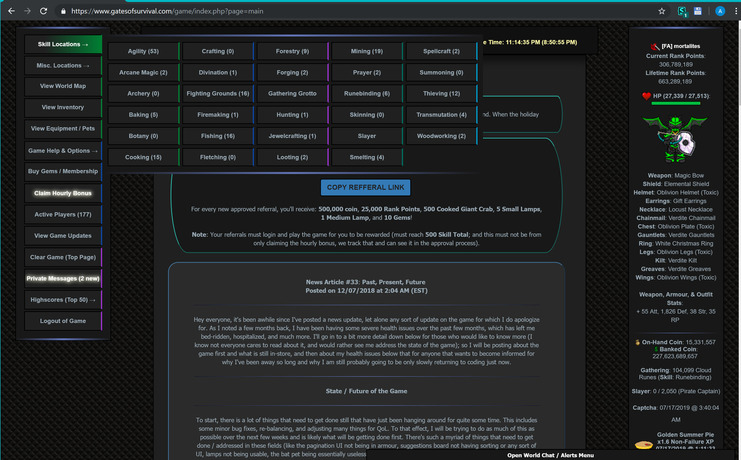 https://www.gatesofsurvival.com/game/index.php?page=main
Skill Locations →
Misc. Locations →
View World Map
View Inventory
View Equipment / Pets
Game Help & Options →
Buy Gems / Membership
Claim Hourly Bonus
Active Players (177)
View Game Updates
Clear Game (Top Page)
Private Messages (2 new)
Highscores (Top 50) →
Logout of Game
Agility (53)
Crafting (0)
Forestry (9)
Mining (19)
Spellcraft (2)
Arcane Magic (2)
Divination (1)
Forging (2)
Prayer (2)
Summoning (0)
Archery (0)
Fighting Grounds (16)
Gathering Grotto
Runebinding (6)
Thieving (12)
Baking (5)
Firemaking (1)
Hunting (1)
Skinning (0)
Transmutation (4)
Botany (0)
Fishing (16)
Jewelcrafting (1)
Slayer
Woodworking (2)
Cooking (15)
Fletching (0)
Looting (2)
Smelting (4)
e Time: 11:14:35 PM (8:50:55 PM)
nd. When the holiday
COPY REFFERAL LINK
For every new approved referral, you'll receive: 500,000 coin, 25,000 Rank Points, 500 Cooked Giant Crab, 5 Small Lamps,
1 Medium Lamp, and 10 Gems!
Note: Your referrals must login and play the game for you to be rewarded (must reach 500 Skill Total; and this must not be from
only claiming the hourly bonus, we track that and can see it in the approval process).
News Article #33: Past, Present, Future
Posted on 12/07/2018 at 2:04 AM (EST)
Hey everyone, it's been awhile since I've posted a news update, let alone any sort of update on the game for which I do apologize
for. As I noted a few months back, I have been having some severe health issues over the past few months, which has left me
bed-ridden, hospitalized, and much more. I'll go in to a bit more detail down below for those who would like to know more (I
know not everyone cares to read about it, and would rather see me address the state of the game); so I will be posting about the
game first and what is still in-store, and then about my health issues below that for anyone that wants to become informed for
why I've been away so long and why I am still probably going to be only slowly returning to coding just now.
State / Future of the Game
To start, there is a lot of things that need to get done still that have just been hanging around for quite some time. This includes
some minor bug fixes, re-balancing, and adjusting many things for QoL. To that effect, I will be trying to do as much of this as
possible over the next few weeks and is likely what will be getting done first. There's such a myriad of things that need to get
done / addressed in these fields (like the pagination UI not being in armour, suggestions board not having sorting or any sort of
UI, lamps not being usable, the bat pet being essentially useless
Open World Chat / Alerts Menu
[FA] mortalites
Current Rank Points:
306,789,189
Lifetime Rank Points:
663,289,189
HP (27,339 / 27,513):
Weapon: Magic Bow
Shield: Elemental Shield
Helmet: Oblivion Helmet (Toxic)
Earrings: Gift Earrings
Necklace: Locust Necklace
Chainmail: Verdite Chainmail
Chest: Oblivion Plate (Toxic)
Gauntlets: Verdite Gauntlets
Ring: White Christmas Ring
Legs: Oblivion Legs (Toxic)
Kilt: Verdite Kilt
Greaves: Verdite Greaves
Wings: Oblivion Wings (Toxic)
Weapon, Armour, & Outfit
Stats:
+ 55 Att, 1,826 Def, 38 Str, 35
RP
On-Hand Coin: 15,331,557
Banked Coin:
227,623,689,657
Gathering: 104,099 Cloud
Runes (Skill: Runebinding)
Slayer: 0 / 2,050 (Pirate Captain)
Captcha: 07/17/2019 @ 3:40:04
AM
Golden Summer Pie
x1.6 Non-Failure XP